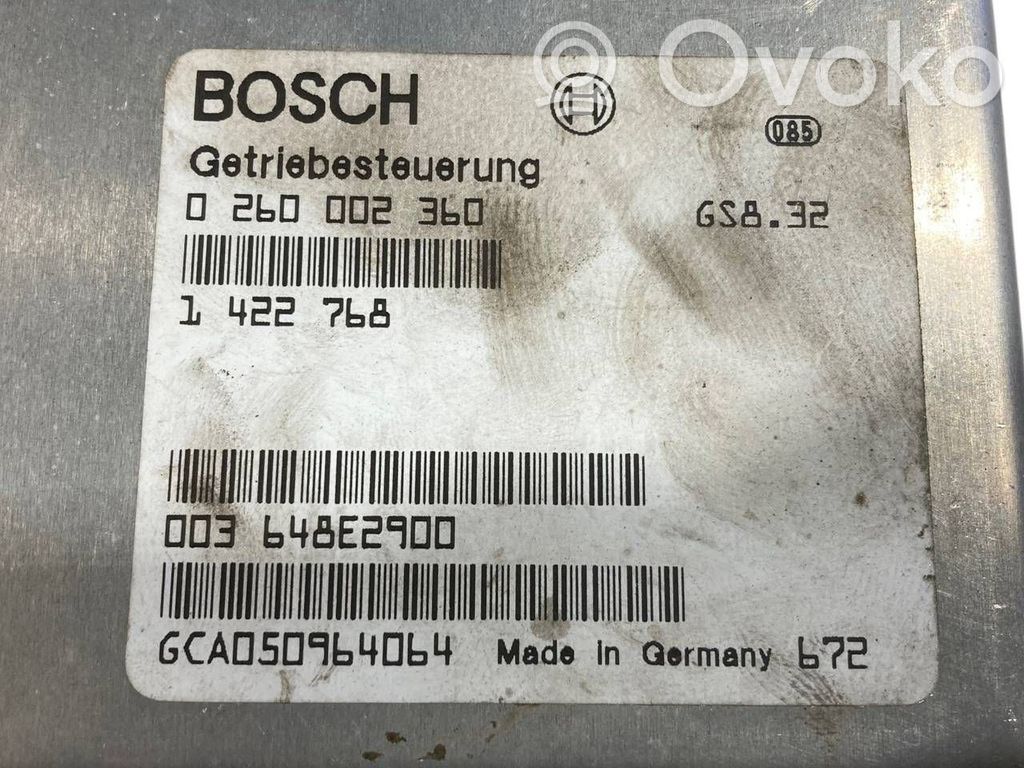 Ovoko
BOSCH
085
Getriebesteuerung
0 260 002 360 GS8.32
1 422 768
003 648E2900
GCA050964064 Made in Germany 672